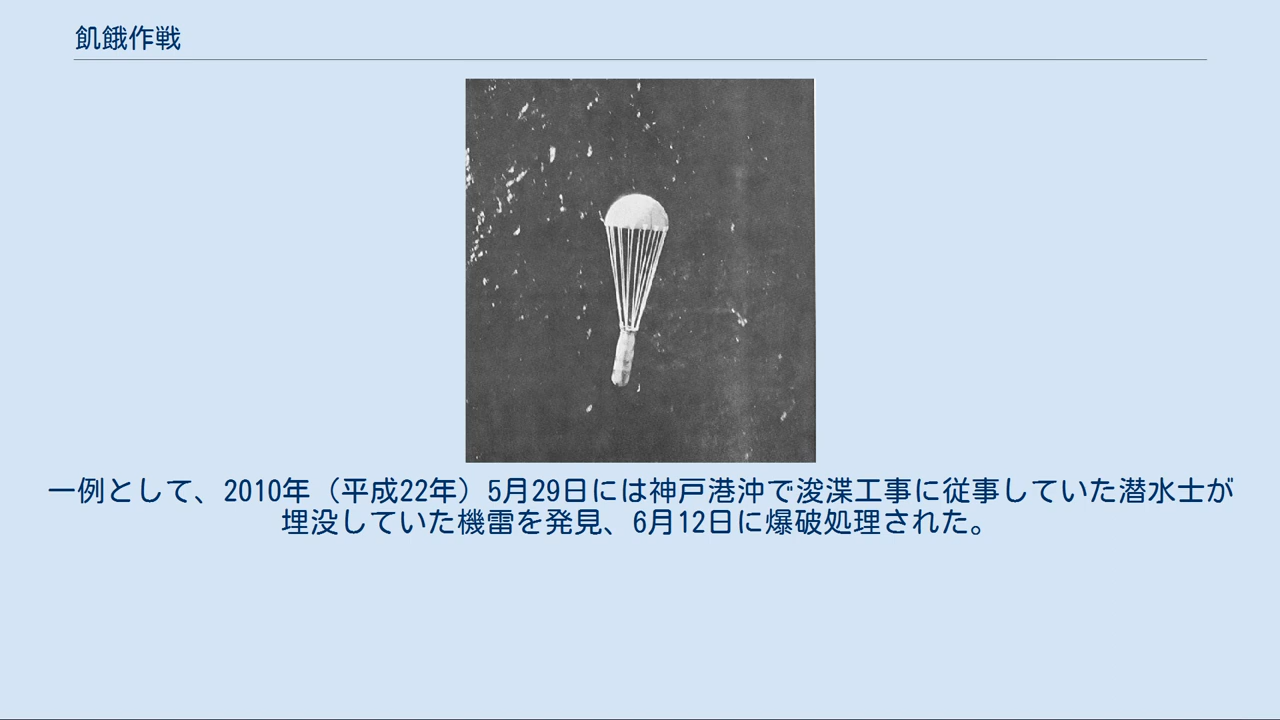 飢餓作戦
一例として、2010年（平成22年）5月29日には神戸港沖で浚渫工事に従事していた潜水士が
埋没していた機雷を発見、6月12日に爆破処理された。